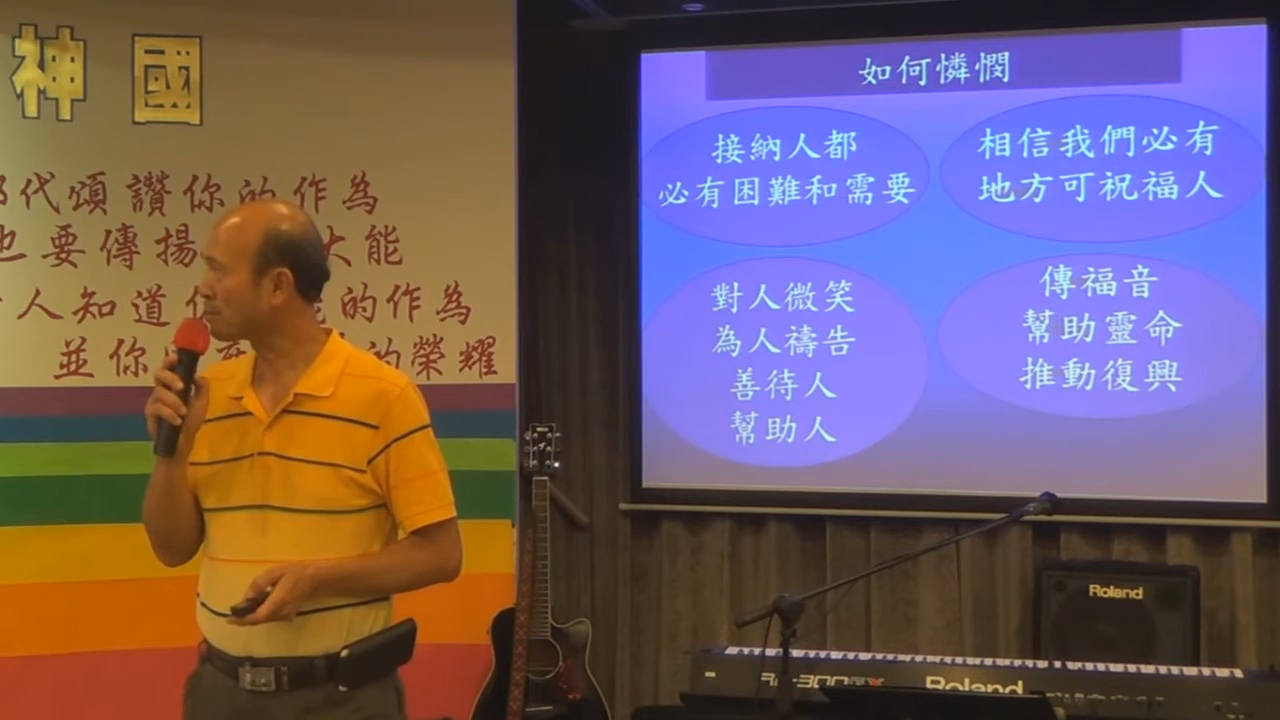 神國
代頌讚你的作為
也要傳揚 大能
人知道 的作為
並你 的榮耀
如何憐憫
接納人都
必有困難和需要
相信我們必有
地方可祝福人
對人微笑
為人禱告
善待人
幫助人
傳福音
幫助靈命
推動復興
Roland
Roland